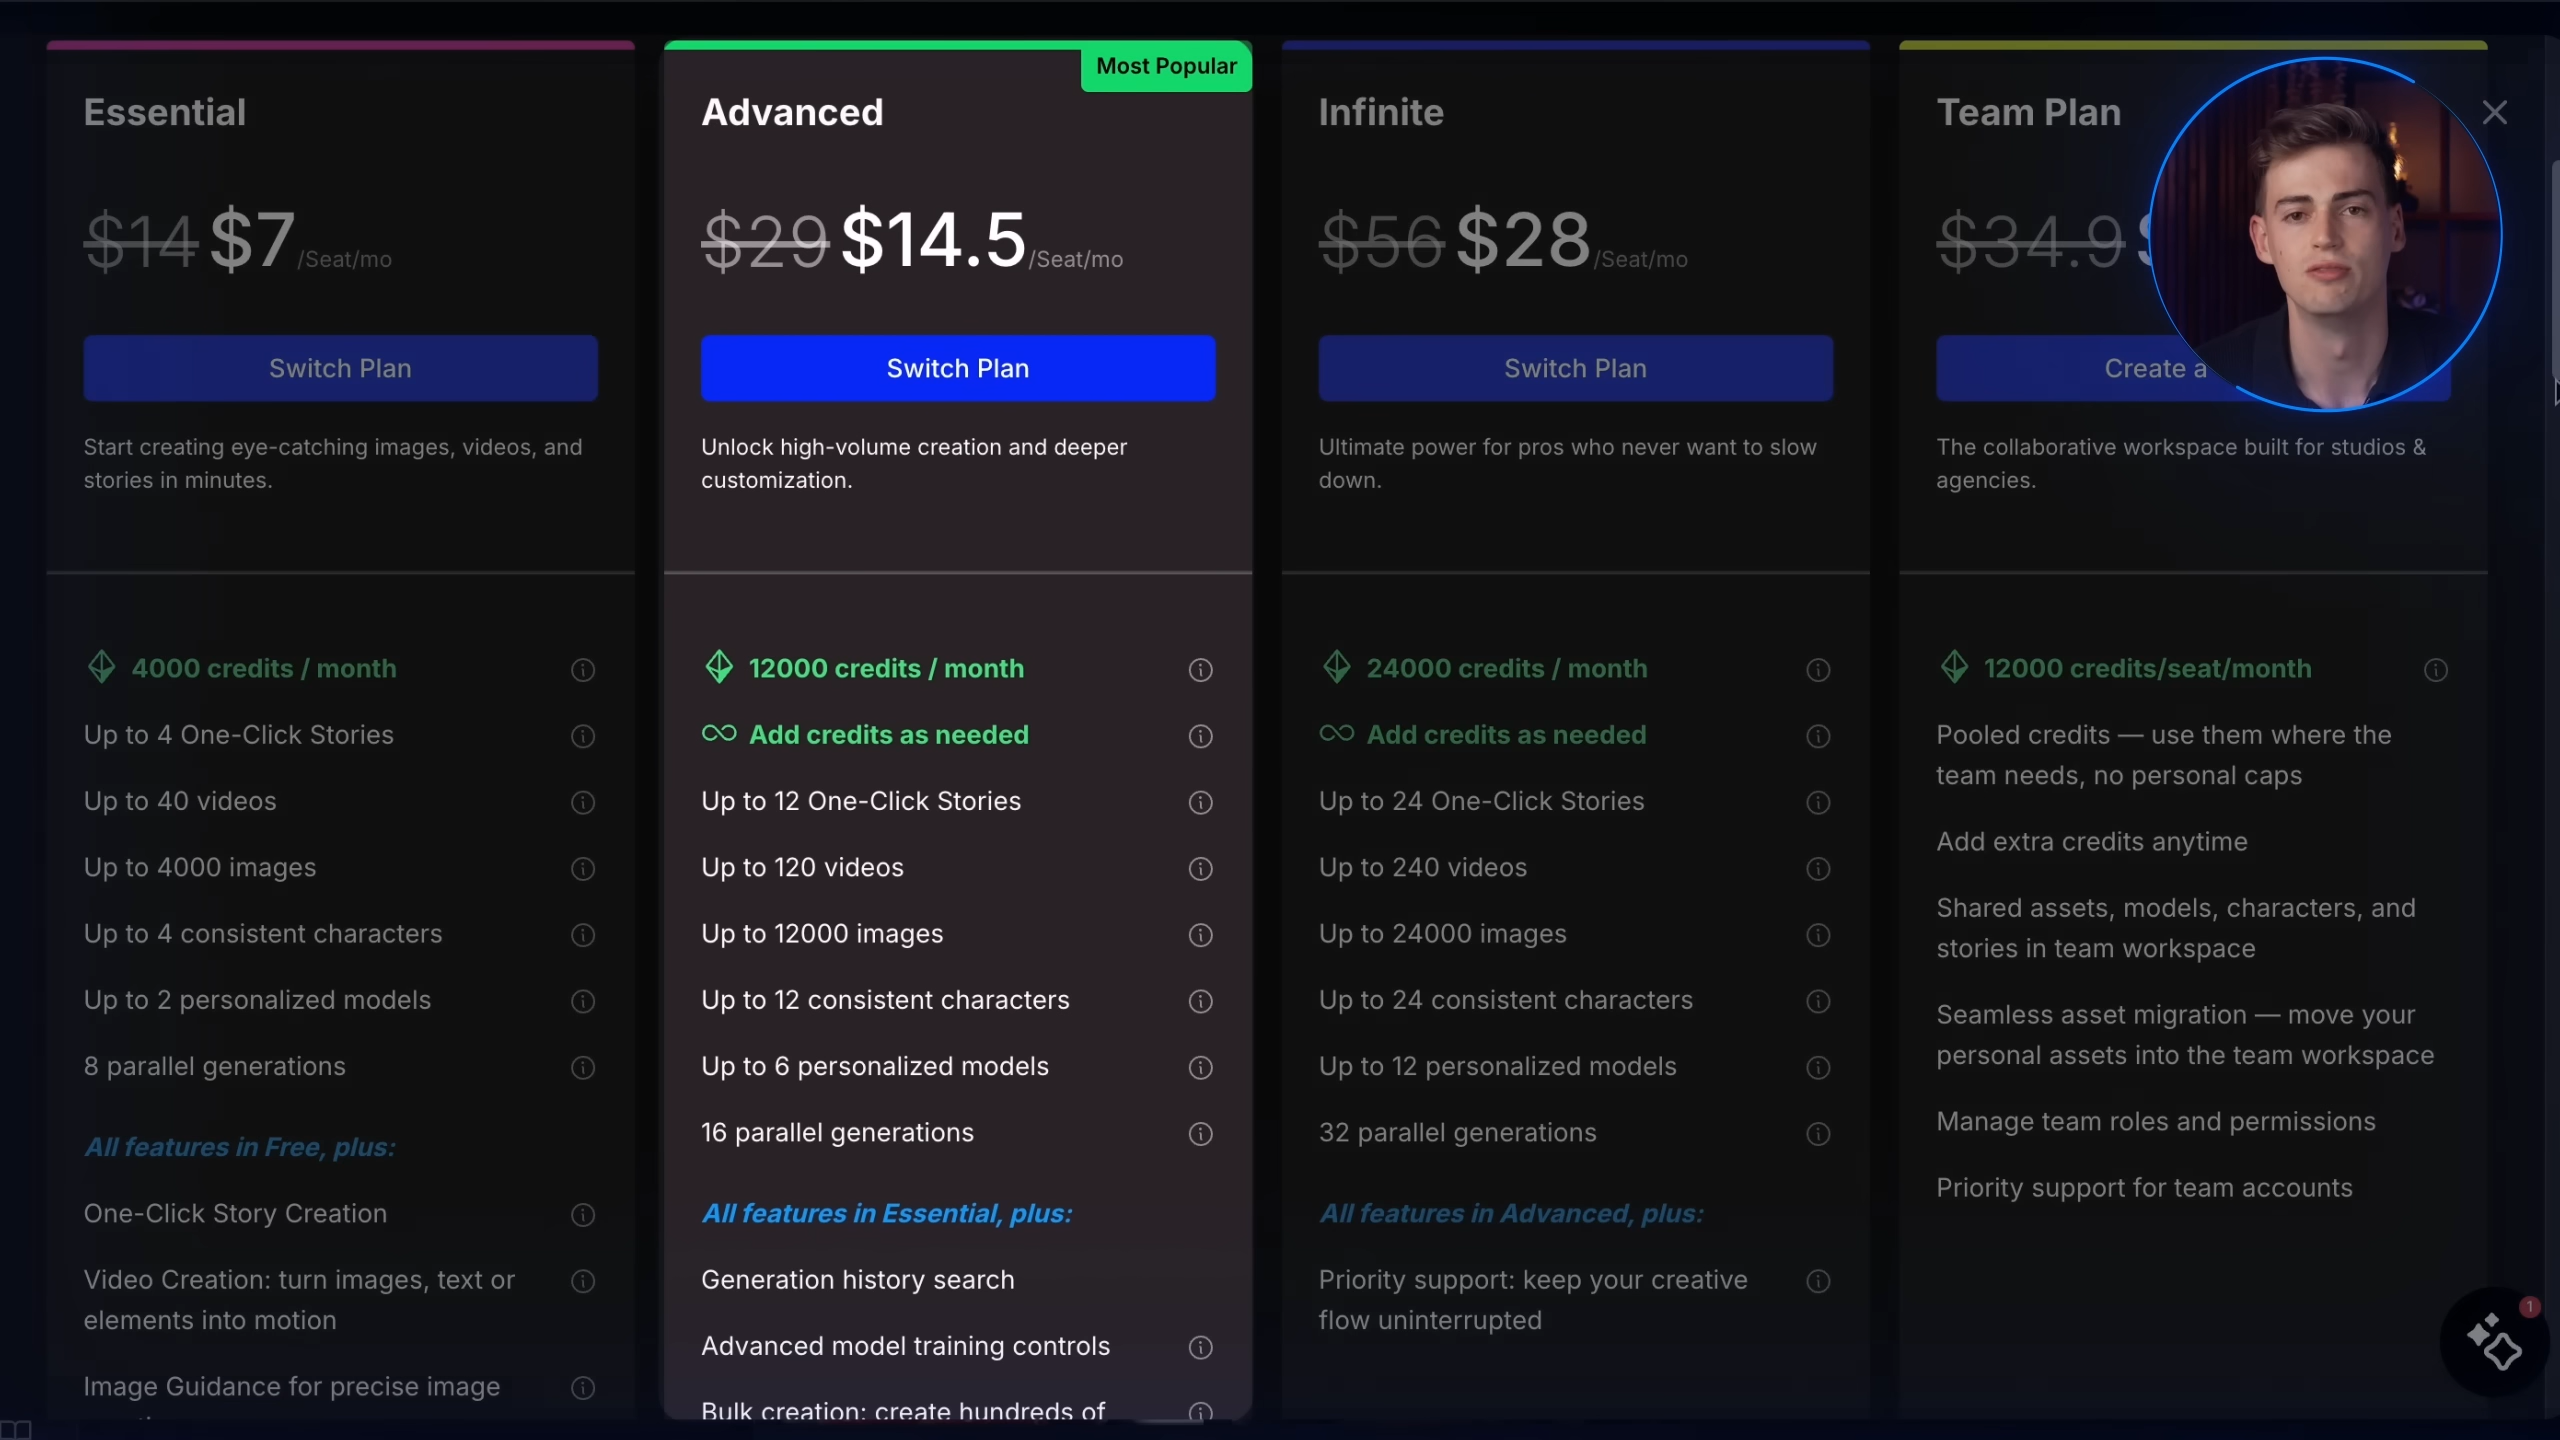 Essential
$14 $7 /Seat/mo
Switch Plan
Start creating eye-catching images, videos, and
stories in minutes.
4000 credits / month
Up to 4 One-Click Stories
Up to 40 videos
Up to 4000 images
Up to 4 consistent characters
Up to 2 personalized models
8 parallel generations
All features in Free, plus:
One-Click Story Creation
Video Creation: turn images, text or
elements into motion
Image Guidance for precise image
Most Popular
Advanced
$29 $14.5 /Seat/mo
Switch Plan
Unlock high-volume creation and deeper
customization.
12000 credits / month
Add credits as needed
Up to 12 One-Click Stories
Up to 120 videos
Up to 12000 images
Up to 12 consistent characters
Up to 6 personalized models
16 parallel generations
All features in Essential, plus:
Generation history search
Advanced model training controls
Bulk creation: create hundreds of
Infinite
$56 $28 /Seat/mo
Switch Plan
Ultimate power for pros who never want to slow
down.
24000 credits / month
Add credits as needed
Up to 24 One-Click Stories
Up to 240 videos
Up to 24000 images
Up to 24 consistent characters
Up to 12 personalized models
32 parallel generations
All features in Advanced, plus:
Priority support: keep your creative
flow uninterrupted
Team Plan
$34.9
Create a
The collaborative workspace built for studios &
agencies.
12000 credits/seat/month
Pooled credits — use them where the
team needs, no personal caps
Add extra credits anytime
Shared assets, models, characters, and
stories in team workspace
Seamless asset migration — move your
personal assets into the team workspace
Manage team roles and permissions
Priority support for team accounts
1